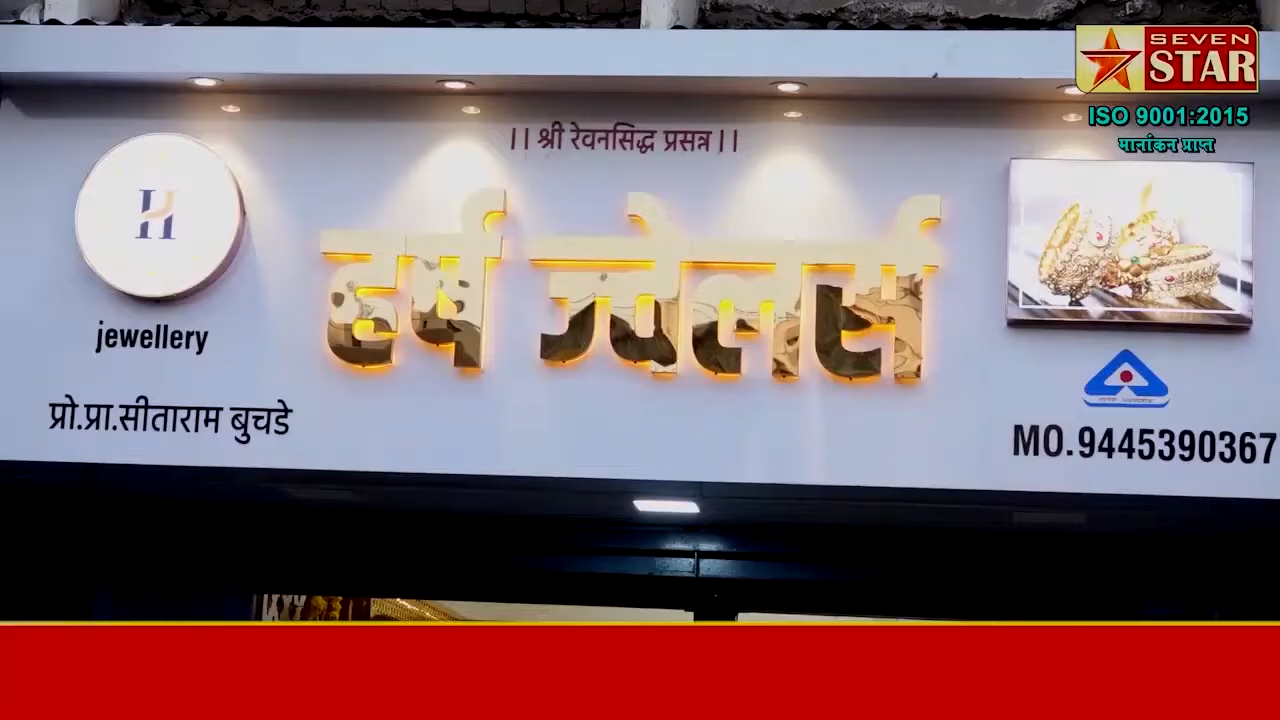 SEVEN
STAR
ISO 9001:2015
मानांकन प्राप्त
|| श्री रेवनसिद्ध प्रसन्न ||
H
हर्ष ज्वेलर्स
jewellery
प्रो.प्रा.सीताराम बुचडे
MO.9445390367